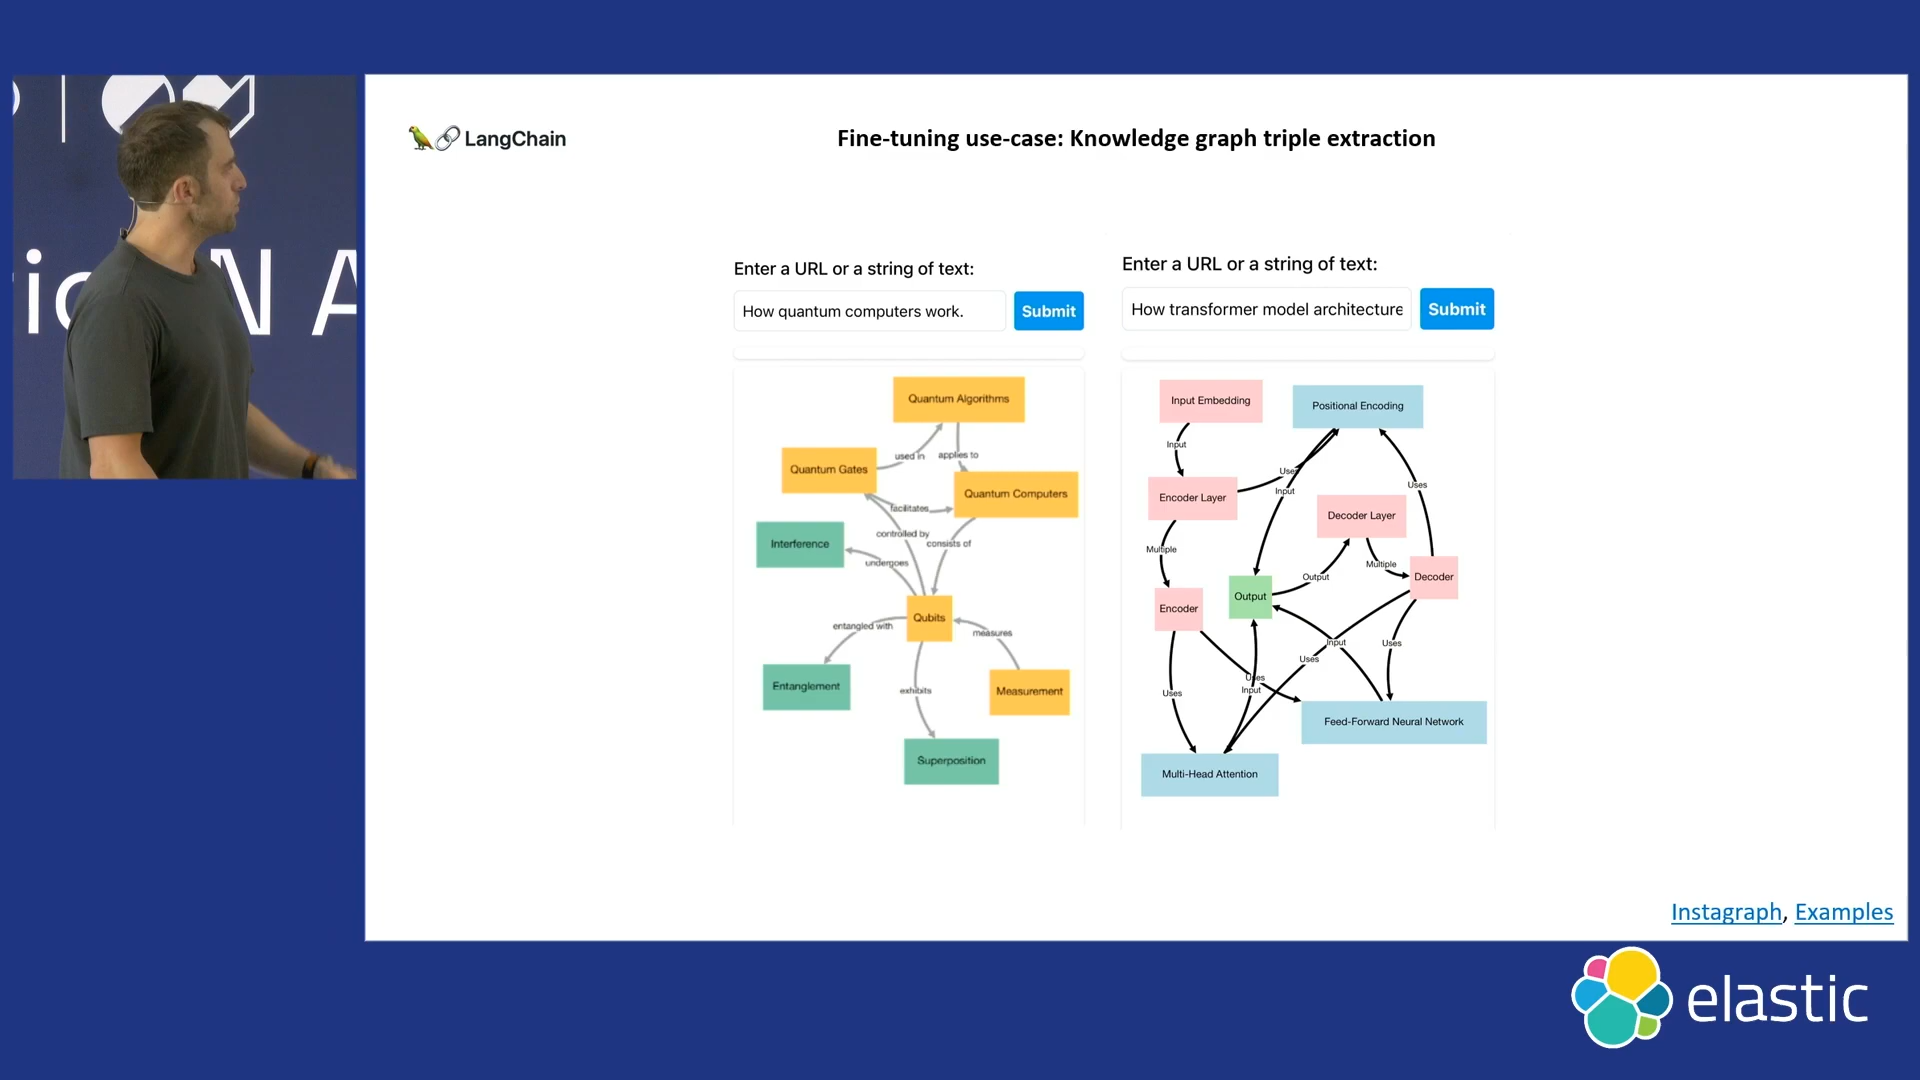 LangChain
Fine-tuning use-case: Knowledge graph triple extraction
Enter a URL or a string of text:
How quantum computers work.
Submit
Quantum Algorithms
used in
applies to
Quantum Gates
Quantum Computers
facilitates
controlled by
consists of
Interference
undergoes
Qubits
entangled with
measures
Entanglement
exhibits
Measurement
Superposition
Enter a URL or a string of text:
How transformer model architecture
Submit
Input Embedding
Positional Encoding
Input
Uses
Input
Uses
Encoder Layer
Decoder Layer
Multiple
Multiple
Output
Decoder
Encoder
Output
Input
Uses
Uses
Uses
Input
Uses
Feed-Forward Neural Network
Multi-Head Attention
Instagraph, Examples
elastic
ic
N A